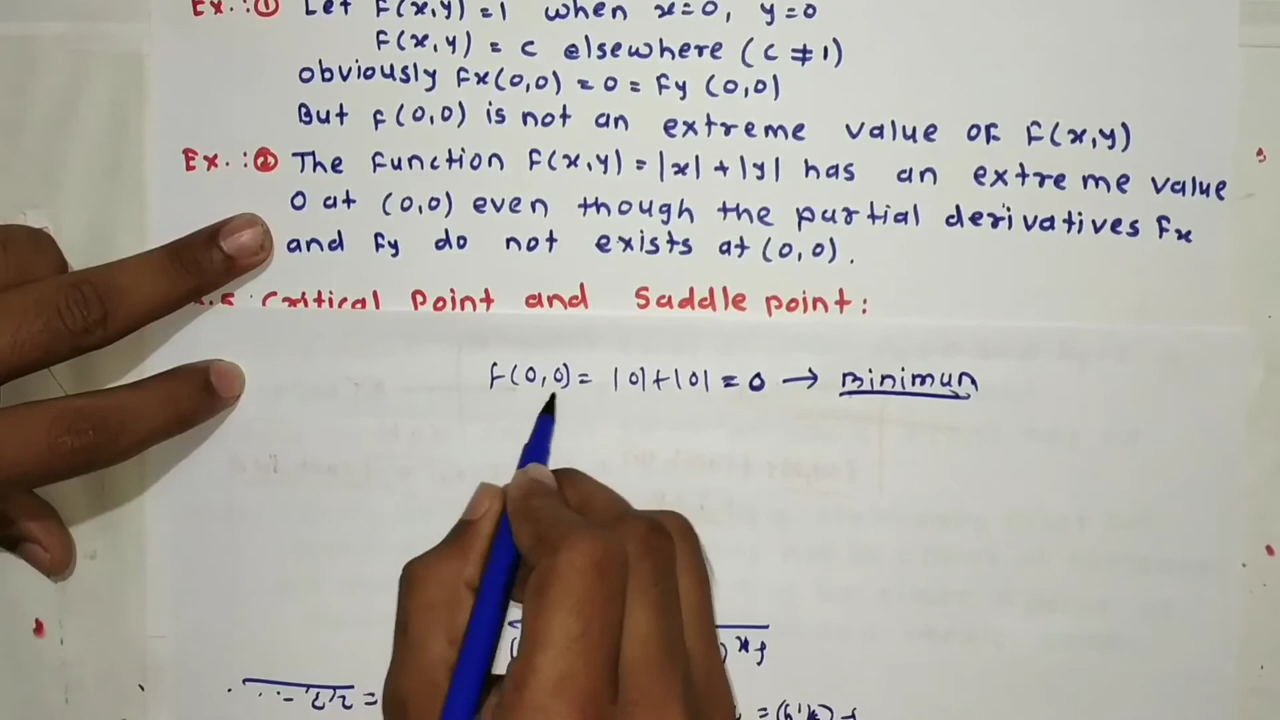 Ex.:① Let F(x,y) = 1 when x=0, y=0
F(x,y) = c elsewhere (c ≠ 1)
obviously Fx(0,0) = 0 = Fy (0,0)
But f(0,0) is not an extreme value OF F(x,y)
Ex.:② The function F(x,y) = |x| + |y| has an extreme value
0 at (0,0) even though the partial derivatives Fx
and Fy do not exists at (0,0).
Critical Point and Saddle point:
F(0,0) = |0|+|0| = 0 → minimun